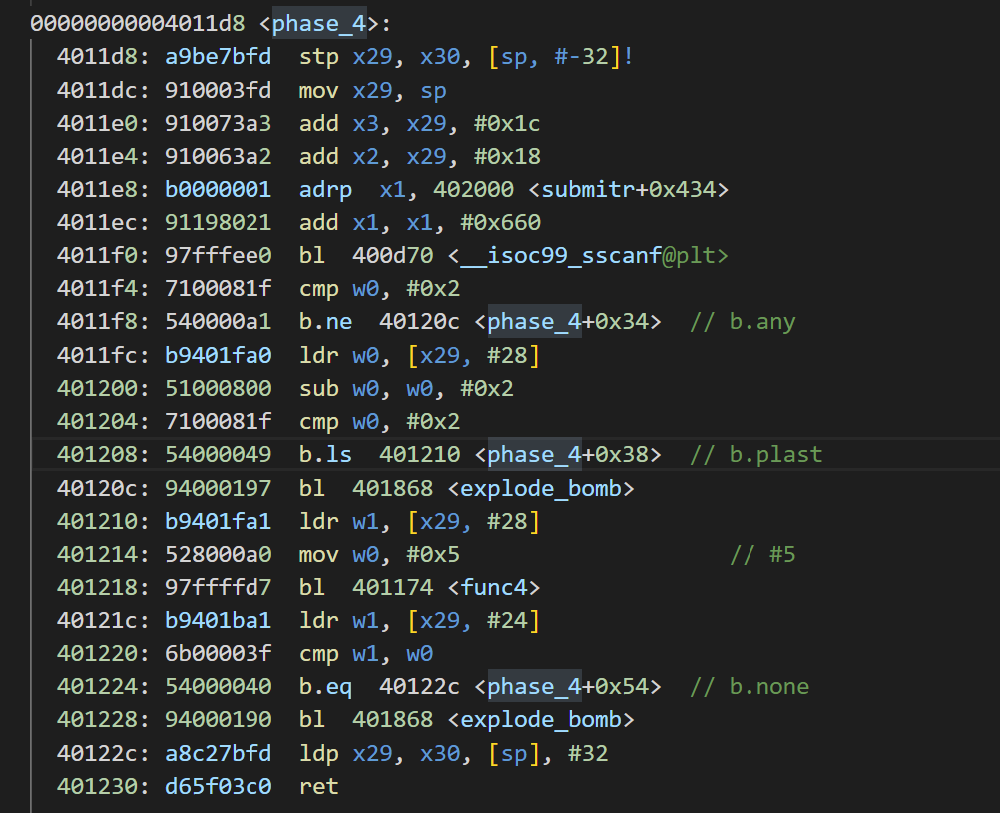 00000000004011d8 <phase_4>:
4011d8: a9be7bfd stp x29, x30, [sp, #-32]!
4011dc: 910003fd mov x29, sp
4011e0: 910073a3 add x3, x29, #0x1c
4011e4: 910063a2 add x2, x29, #0x18
4011e8: b0000001 adrp x1, 402000 <submitr+0x434>
4011ec: 91198021 add x1, x1, #0x660
4011f0: 97fffee0 bl 400d70 <__isoc99_sscanf@plt>
4011f4: 7100081f cmp w0, #0x2
4011f8: 540000a1 b.ne 40120c <phase_4+0x34> // b.any
4011fc: b9401fa0 ldr w0, [x29, #28]
401200: 51000800 sub w0, w0, #0x2
401204: 7100081f cmp w0, #0x2
401208: 54000049 b.ls 401210 <phase_4+0x38> // b.plast
40120c: 94000197 bl 401868 <explode_bomb>
401210: b9401fa1 ldr w1, [x29, #28]
401214: 528000a0 mov w0, #0x5 // #5
401218: 97ffffd7 bl 401174 <func4>
40121c: b9401ba1 ldr w1, [x29, #24]
401220: 6b00003f cmp w1, w0
401224: 54000040 b.eq 40122c <phase_4+0x54> // b.none
401228: 94000190 bl 401868 <explode_bomb>
40122c: a8c27bfd ldp x29, x30, [sp], #32
401230: d65f03c0 ret